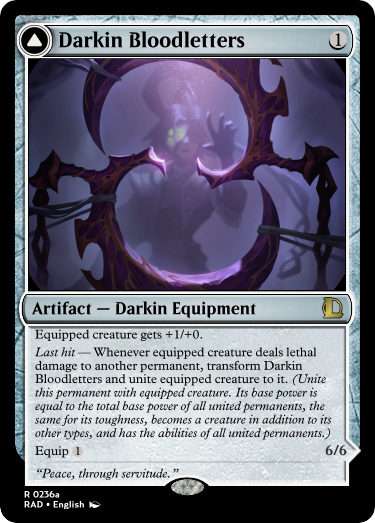 Darkin Bloodletters 1
Artifact — Darkin Equipment
Equipped creature gets +1/+0.
Last hit — Whenever equipped creature deals lethal
damage to another permanent, transform Darkin
Bloodletters and unite equipped creature to it. (Unite
this permanent with equipped creature. Its base power
is equal to the total base power of all united permanents, the
same for its toughness, becomes a creature in addition to its
other types, and has the abilities of all united permanents.)
Equip 1
6/6
“Peace, through servitude.”
R 0236a
RAD • English